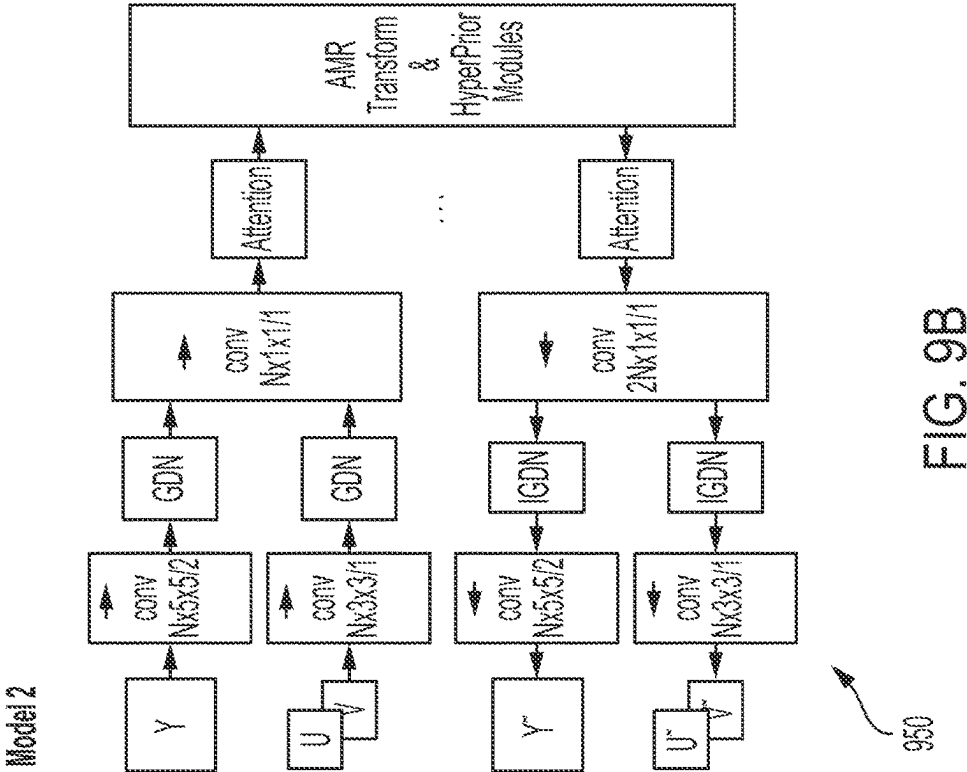 Model 2
Y
conv
Nx5x5/2
GDN
U
V
conv
Nx3x3/1
GDN
conv
Nx1x1/1
Attention
AMR
Transform
&
HyperPrior
Modules
. . .
Attention
conv
2Nx1x1/1
IGDN
conv
Nx5x5/2
Y~
IGDN
conv
Nx3x3/1
U~
V~
950
FIG. 9B